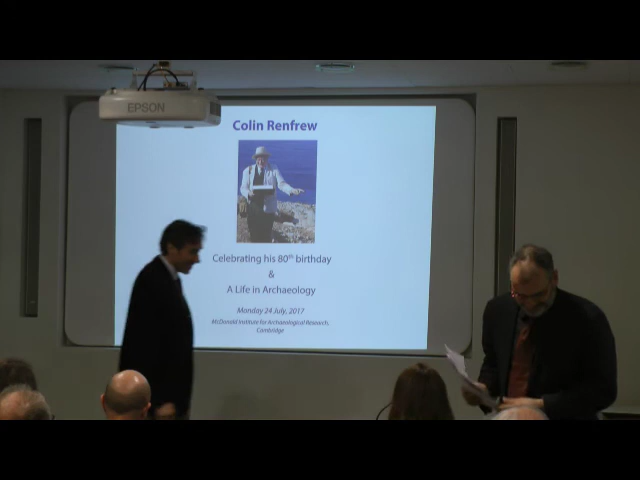 EPSON
Colin Renfrew
Celebrating his 80th birthday
&
A Life in Archaeology
Monday 24 July, 2017
McDonald Institute for Archaeological Research,
Cambridge